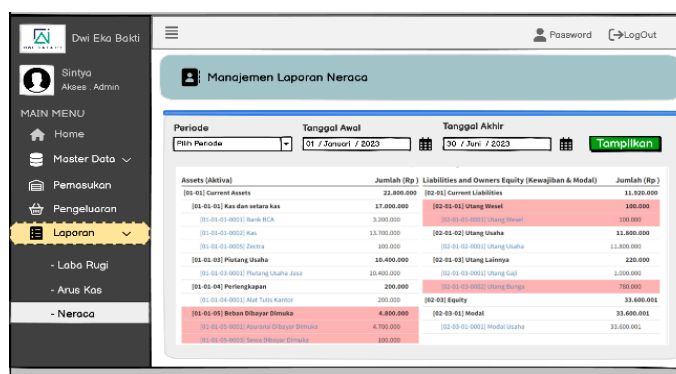 Dwi Eka Bakti
Password LogOut
Sintya
Akses : Admin
Manajemen Laporan Neraca
MAIN MENU
Home
Master Data
Pemasukan
Pengeluaran
Laporan
- Laba Rugi
- Arus Kas
- Neraca
Periode Tanggal Awal Tanggal Akhir
Pilih Periode 01 / Januari / 2023 30 / Juni / 2023 Tampilkan
Assets (Aktiva) Jumlah (Rp) Liabilities and Owners Equity (Kewajiban & Modal) Jumlah (Rp)
[01-01] Current Assets 22.800.000 [02-01] Current Liabilities 11.920.000
[01-01-01] Kas dan setara kas 17.000.000 [02-01-01] Utang Wesel 100.000
[01-01-01-0001] Bank BCA 3.200.000 [02-01-01-0001] Utang Wesel 100.000
[01-01-01-0002] Kas 13.700.000 [02-01-02] Utang Usaha 11.800.000
[01-01-01-0005] Zectra 100.000 [02-01-02-0001] Utang Usaha 11.800.000
[01-01-03] Piutang Usaha 10.400.000 [02-01-03] Utang Lainnya 220.000
[01-01-03-0001] Piutang Usaha Jasa 10.400.000 [02-01-03-0001] Utang Gaji 1.000.000
[01-01-04] Perlengkapan 200.000 [02-01-03-0002] Utang Bunga 780.000
[01-01-04-0001] Alat Tulis Kantor 200.000 [02-03] Equity 33.600.001
[01-01-05] Beban Dibayar Dimuka 4.800.000 [02-03-01] Modal 33.600.001
[01-01-05-0001] Asuransi Dibayar Dimuka 4.700.000 [02-03-01-0001] Modal Usaha 33.600.001
[01-01-05-0003] Sewa Dibayar Dimuka 100.000